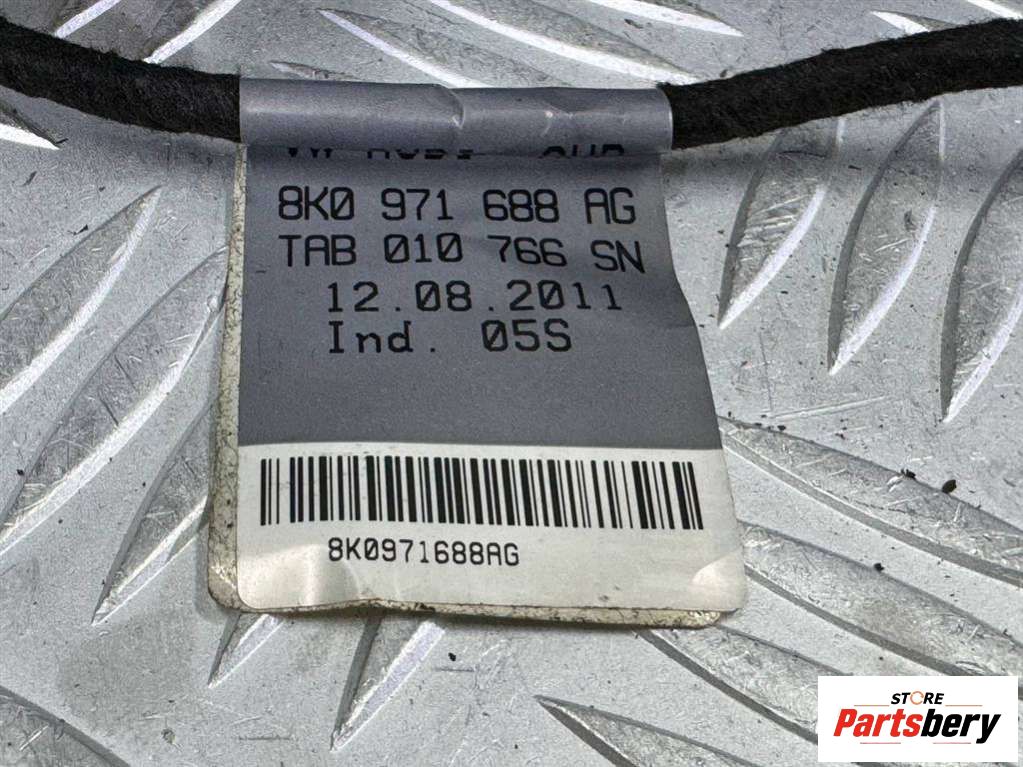 8K0 971 688 AG
TAB 010 766 SN
12.08.2011
Ind. 05S
8K0971688AG
STORE
Partsbery